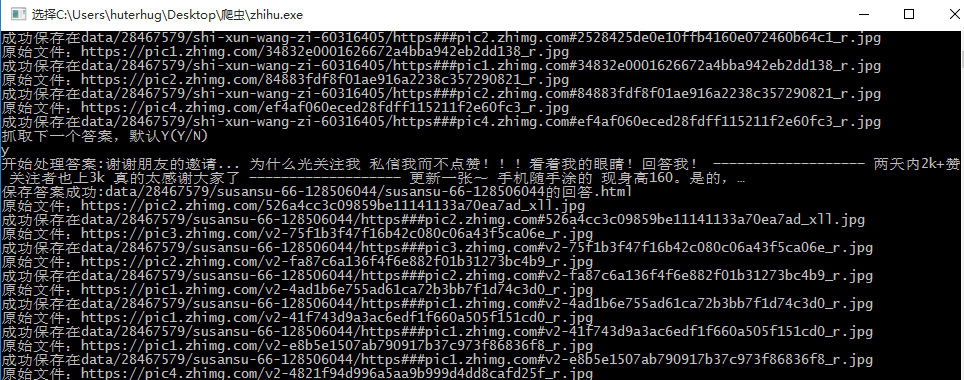 选择C:\Users\huterhug\Desktop\爬虫\zhihu.exe
成功保存在data/28467579/shi-xun-wang-zi-60316405/https###pic2.zhimg.com#2528425de0e10ffb4160e072460b64c1_r.jpg
原始文件：https://pic1.zhimg.com/34832e0001626672a4bba942eb2dd138_r.jpg
成功保存在data/28467579/shi-xun-wang-zi-60316405/https###pic1.zhimg.com#34832e0001626672a4bba942eb2dd138_r.jpg
原始文件：https://pic2.zhimg.com/84883fdf8f01ae916a2238c357290821_r.jpg
成功保存在data/28467579/shi-xun-wang-zi-60316405/https###pic2.zhimg.com#84883fdf8f01ae916a2238c357290821_r.jpg
原始文件：https://pic4.zhimg.com/ef4af060eced28fdff115211f2e60fc3_r.jpg
成功保存在data/28467579/shi-xun-wang-zi-60316405/https###pic4.zhimg.com#ef4af060eced28fdff115211f2e60fc3_r.jpg
抓取下一个答案，默认Y(Y/N)
y
开始处理答案:谢谢朋友的邀请... 为什么光关注我 私信我而不点赞！！！看着我的眼睛！回答我！ ------------------- 两天内2k+赞
关注者也上3k 真的太感谢大家了 ------------------- 更新一张～ 手机随手涂的 现身高160。是的，…
保存答案成功:data/28467579/susansu-66-128506044/susansu-66-128506044的回答.html
原始文件：https://pic2.zhimg.com/526a4cc3c09859be11141133a70ea7ad_xll.jpg
成功保存在data/28467579/susansu-66-128506044/https###pic2.zhimg.com#526a4cc3c09859be11141133a70ea7ad_xll.jpg
原始文件：https://pic3.zhimg.com/v2-75f1b3f47f16b42c080c06a43f5ca06e_r.jpg
成功保存在data/28467579/susansu-66-128506044/https###pic3.zhimg.com#v2-75f1b3f47f16b42c080c06a43f5ca06e_r.jpg
原始文件：https://pic2.zhimg.com/v2-fa87c6a136f4f6e882f01b31273bc4b9_r.jpg
成功保存在data/28467579/susansu-66-128506044/https###pic2.zhimg.com#v2-fa87c6a136f4f6e882f01b31273bc4b9_r.jpg
原始文件：https://pic1.zhimg.com/v2-4ad1b6e755ad61ca72b3bb7f1d74c3d0_r.jpg
成功保存在data/28467579/susansu-66-128506044/https###pic1.zhimg.com#v2-4ad1b6e755ad61ca72b3bb7f1d74c3d0_r.jpg
原始文件：https://pic1.zhimg.com/v2-41f743d9a3ac6edf1f660a505f151cd0_r.jpg
成功保存在data/28467579/susansu-66-128506044/https###pic1.zhimg.com#v2-41f743d9a3ac6edf1f660a505f151cd0_r.jpg
原始文件：https://pic1.zhimg.com/v2-e8b5e1507ab790917b37c973f86836f8_r.jpg
成功保存在data/28467579/susansu-66-128506044/https###pic1.zhimg.com#v2-e8b5e1507ab790917b37c973f86836f8_r.jpg
原始文件：https://pic4.zhimg.com/v2-4821f94d996a5aa9b999d4dd8cafd25f_r.jpg